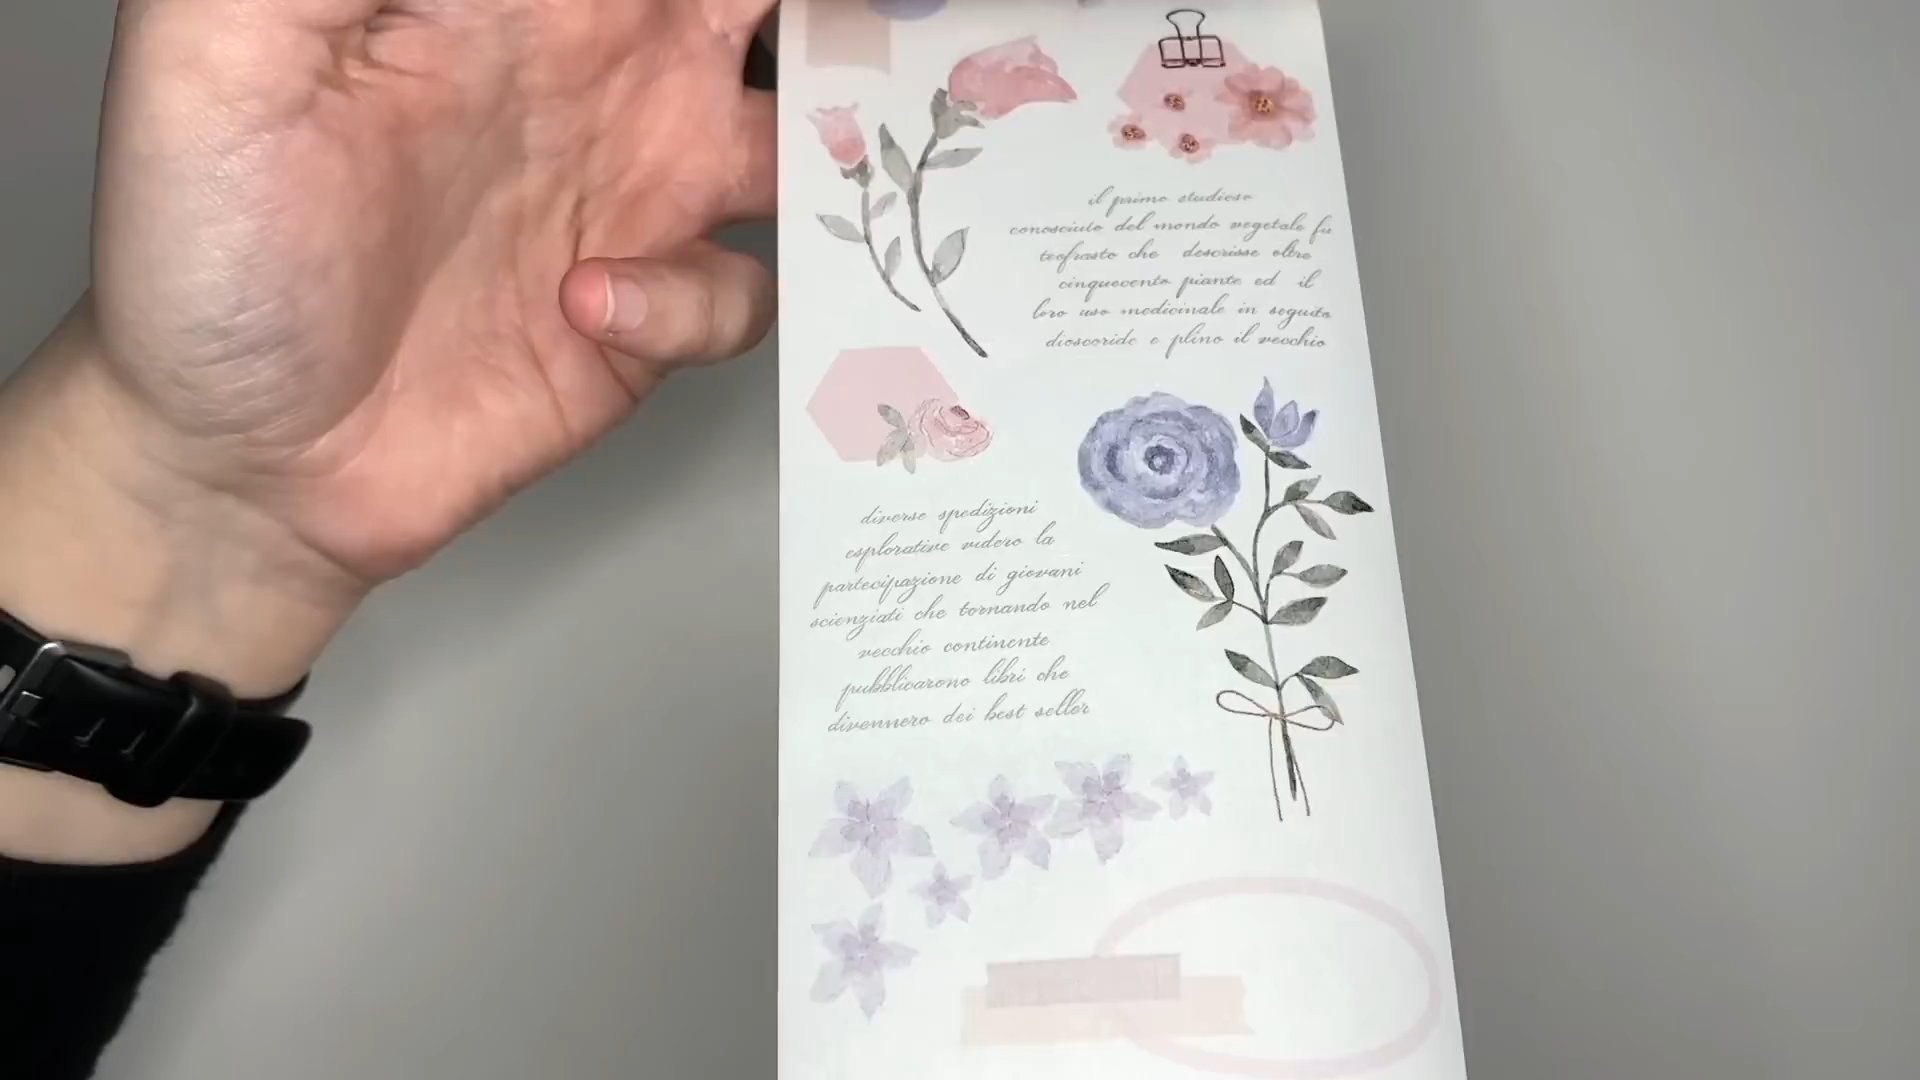 il primo studioso
conosciuto del mondo vegetale fu
teofrasto che descrisse oltre
cinquecento piante ed il
loro uso medicinale in seguito
dioscoride e plino il vecchio
diverse spedizioni
esplorative videro la
partecipazione di giovani
scienziati che tornando nel
vecchio continente
pubblicarono libri che
divennero dei best seller